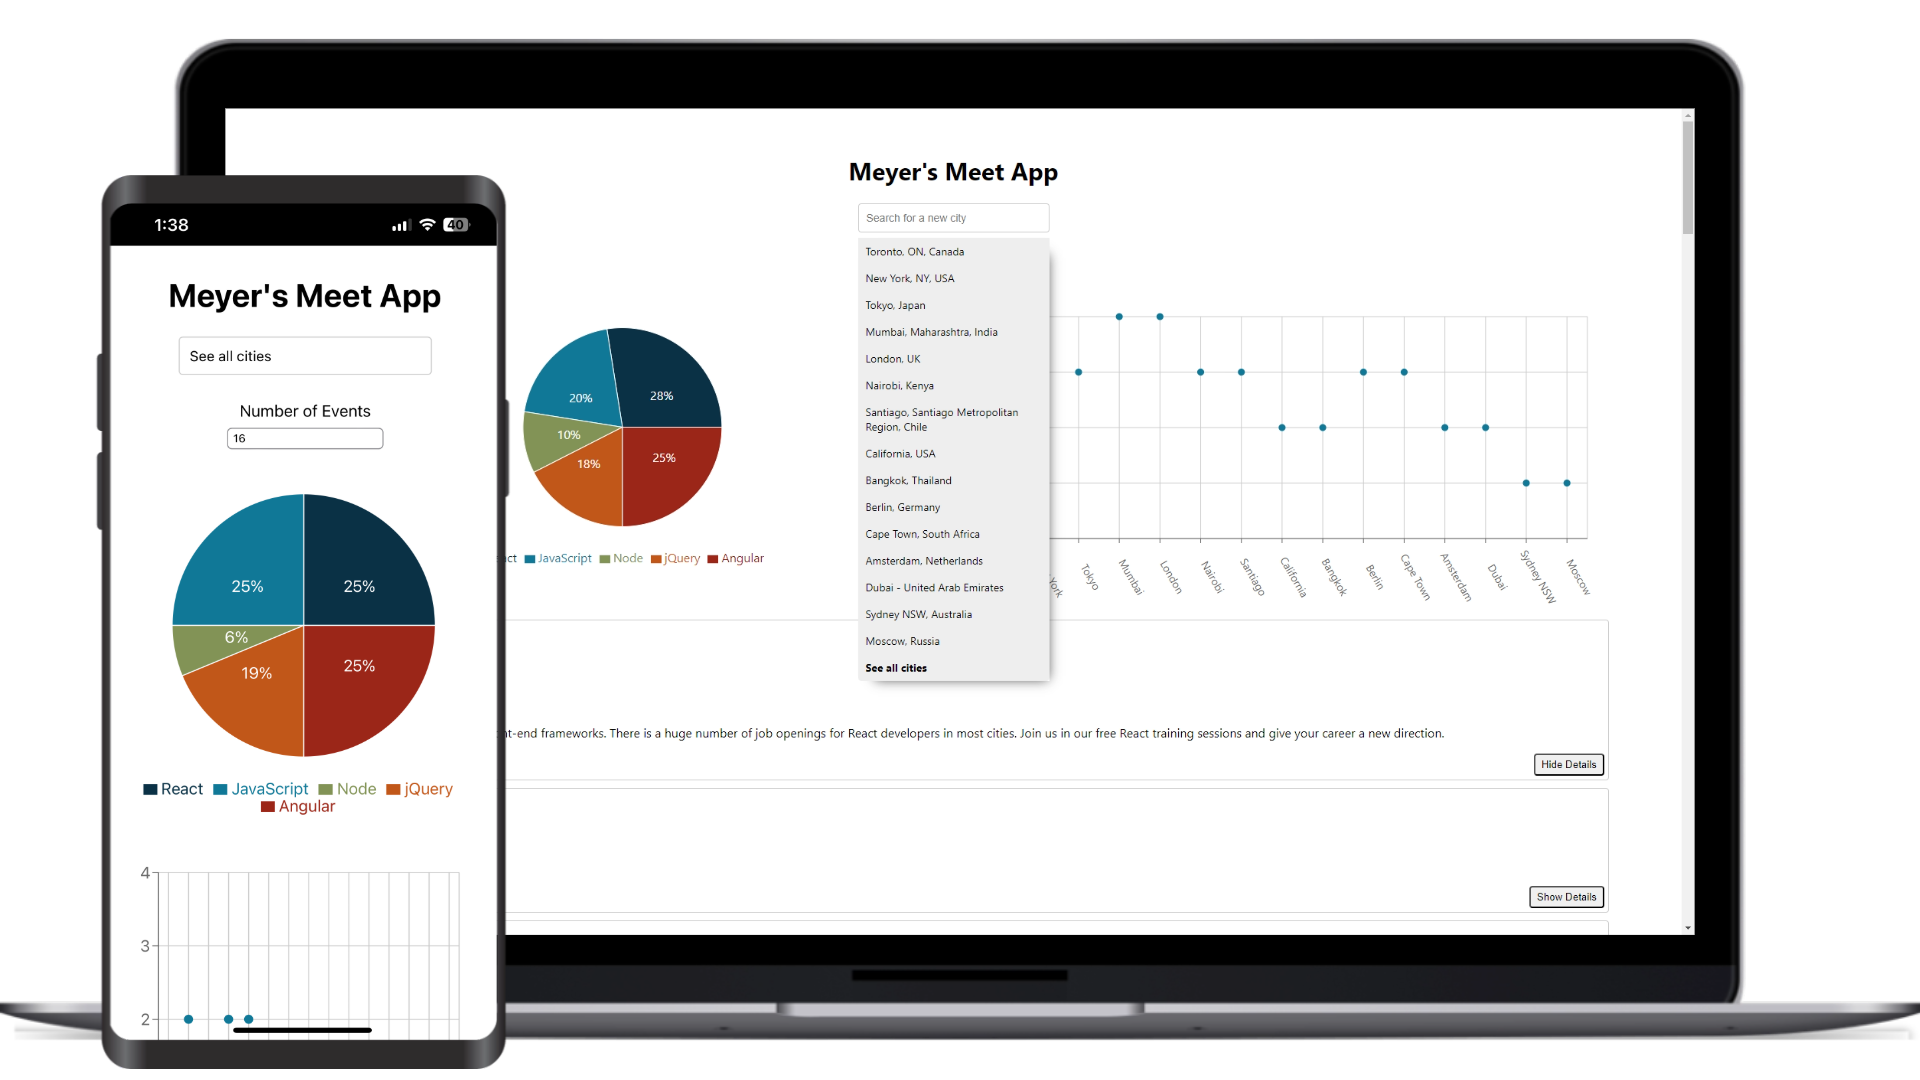 1:38
40
Meyer's Meet App
See all cities
Number of Events
16
25%
25%
6%
19%
25%
React JavaScript Node jQuery
Angular
4
3
2
Meyer's Meet App
Search for a new city
Toronto, ON, Canada
New York, NY, USA
Tokyo, Japan
Mumbai, Maharashtra, India
London, UK
Nairobi, Kenya
Santiago, Santiago Metropolitan
Region, Chile
California, USA
Bangkok, Thailand
Berlin, Germany
Cape Town, South Africa
Amsterdam, Netherlands
Dubai - United Arab Emirates
Sydney NSW, Australia
Moscow, Russia
See all cities
20%
28%
10%
18%
25%
ct JavaScript Node jQuery Angular
York
Tokyo
Mumbai
London
Nairobi
Santiago
California
Bangkok
Berlin
Cape Town
Amsterdam
Dubai
Sydney NSW
Moscow
nt-end frameworks. There is a huge number of job openings for React developers in most cities. Join us in our free React training sessions and give your career a new direction.
Hide Details
Show Details